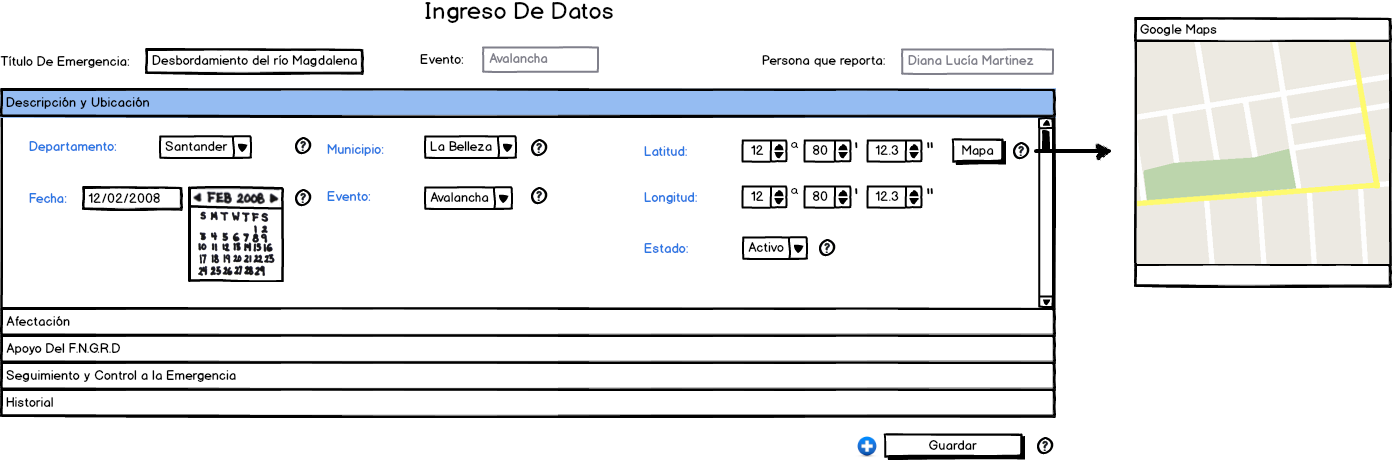 Ingreso De Datos
Título De Emergencia: Desbordamiento del río Magdalena Evento: Avalancha Persona que reporta: Diana Lucía Martinez
Descripción y Ubicación
Departamento: Santander ? Municipio: La Belleza ? Latitud: 12 º 80 ' 12.3 " Mapa ?
Fecha: 12/02/2008 ? Evento: Avalancha ? Longitud: 12 º 80 ' 12.3 "
FEB 2008
S M T W T F S
1 2
3 4 5 6 7 8 9
10 11 12 13 14 15 16
17 18 19 20 21 22 23
24 25 26 27 28 29
Estado: Activo ?
Afectación
Apoyo Del F.N.G.R.D
Seguimiento y Control a la Emergencia
Historial
Guardar ?
Google Maps